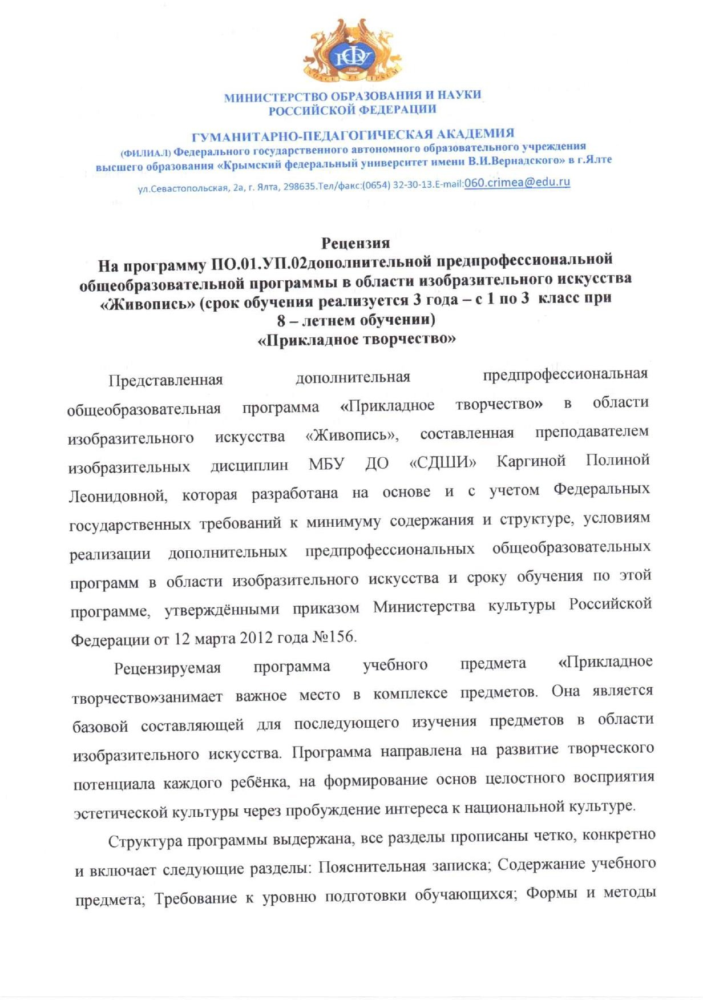 КФУ
1918
NOSCE TE IPSUM
МИНИСТЕРСТВО ОБРАЗОВАНИЯ И НАУКИ
РОССИЙСКОЙ ФЕДЕРАЦИИ
ГУМАНИТАРНО-ПЕДАГОГИЧЕСКАЯ АКАДЕМИЯ
(ФИЛИАЛ) Федерального государственного автономного образовательного учреждения
высшего образования «Крымский федеральный университет имени В.И.Вернадского» в г.Ялте
ул.Севастопольская, 2а, г. Ялта, 298635.Тел/факс:(0654) 32-30-13.E-mail:060.crimea@edu.ru
Рецензия
На программу ПО.01.УП.02дополнительной предпрофессиональной
общеобразовательной программы в области изобразительного искусства
«Живопись» (срок обучения реализуется 3 года – с 1 по 3 класс при
8 – летнем обучении)
«Прикладное творчество»
Представленная дополнительная предпрофессиональная
общеобразовательная программа «Прикладное творчество» в области
изобразительного искусства «Живопись», составленная преподавателем
изобразительных дисциплин МБУ ДО «СДШИ» Каргиной Полиной
Леонидовной, которая разработана на основе и с учетом Федеральных
государственных требований к минимуму содержания и структуре, условиям
реализации дополнительных предпрофессиональных общеобразовательных
программ в области изобразительного искусства и сроку обучения по этой
программе, утверждёнными приказом Министерства культуры Российской
Федерации от 12 марта 2012 года №156.
Рецензируемая программа учебного предмета «Прикладное
творчество»занимает важное место в комплексе предметов. Она является
базовой составляющей для последующего изучения предметов в области
изобразительного искусства. Программа направлена на развитие творческого
потенциала каждого ребёнка, на формирование основ целостного восприятия
эстетической культуры через пробуждение интереса к национальной культуре.
Структура программы выдержана, все разделы прописаны четко, конкретно
и включает следующие разделы: Пояснительная записка; Содержание учебного
предмета; Требование к уровню подготовки обучающихся; Формы и методы